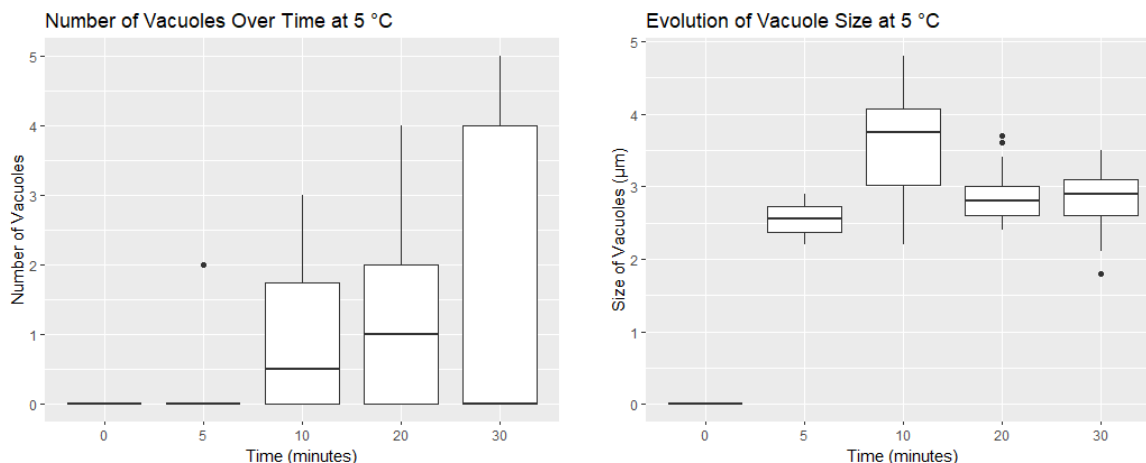 Number of Vacuoles Over Time at 5 °C
Number of Vacuoles
5
4
3
2
1
0
0 5 10 20 30
Time (minutes)
Evolution of Vacuole Size at 5 °C
Size of Vacuoles (µm)
5
4
3
2
1
0
0 5 10 20 30
Time (minutes)